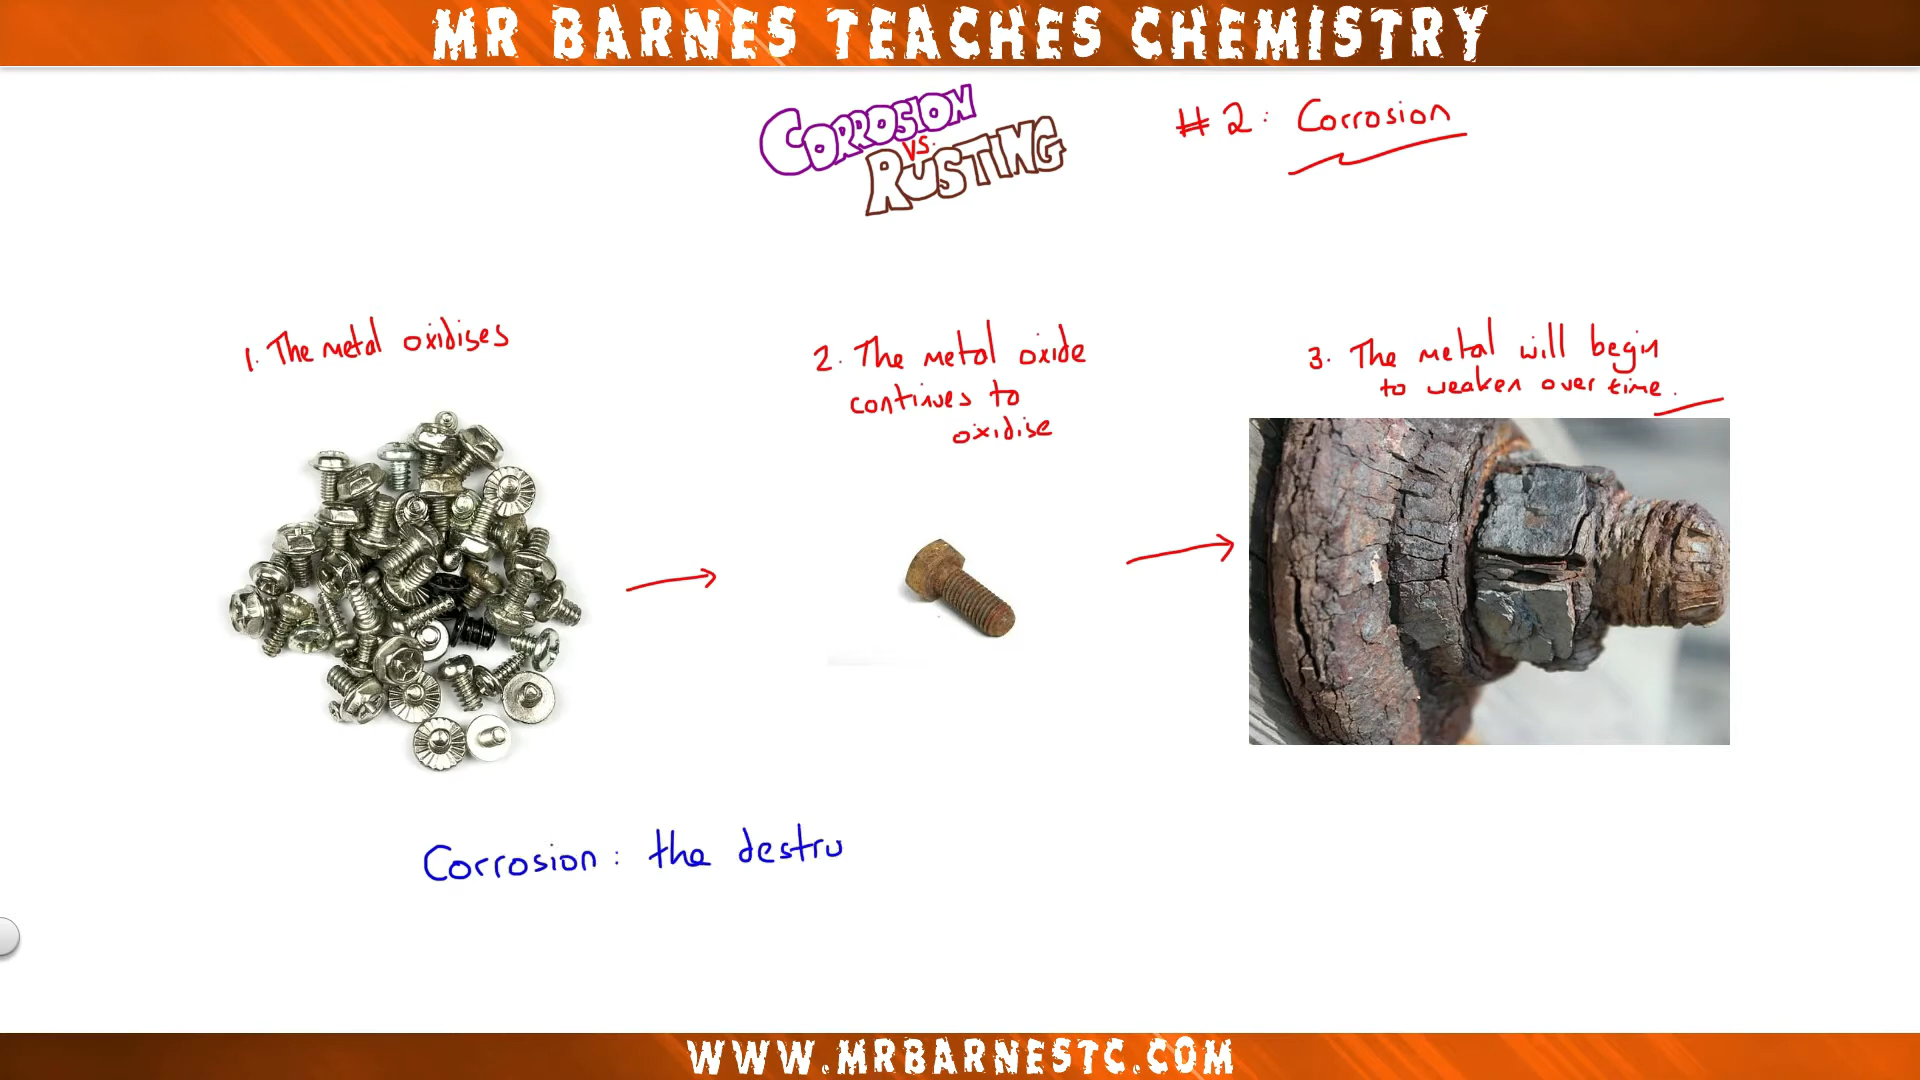 MR BARNES TEACHES CHEMISTRY
CORROSION
VS.
RUSTING
#2: Corrosion
1. The metal oxidises
2. The metal oxide
continues to
oxidise
3. The metal will begin
to weaken over time.
Corrosion: the destru
WWW.MRBARNESTC.COM